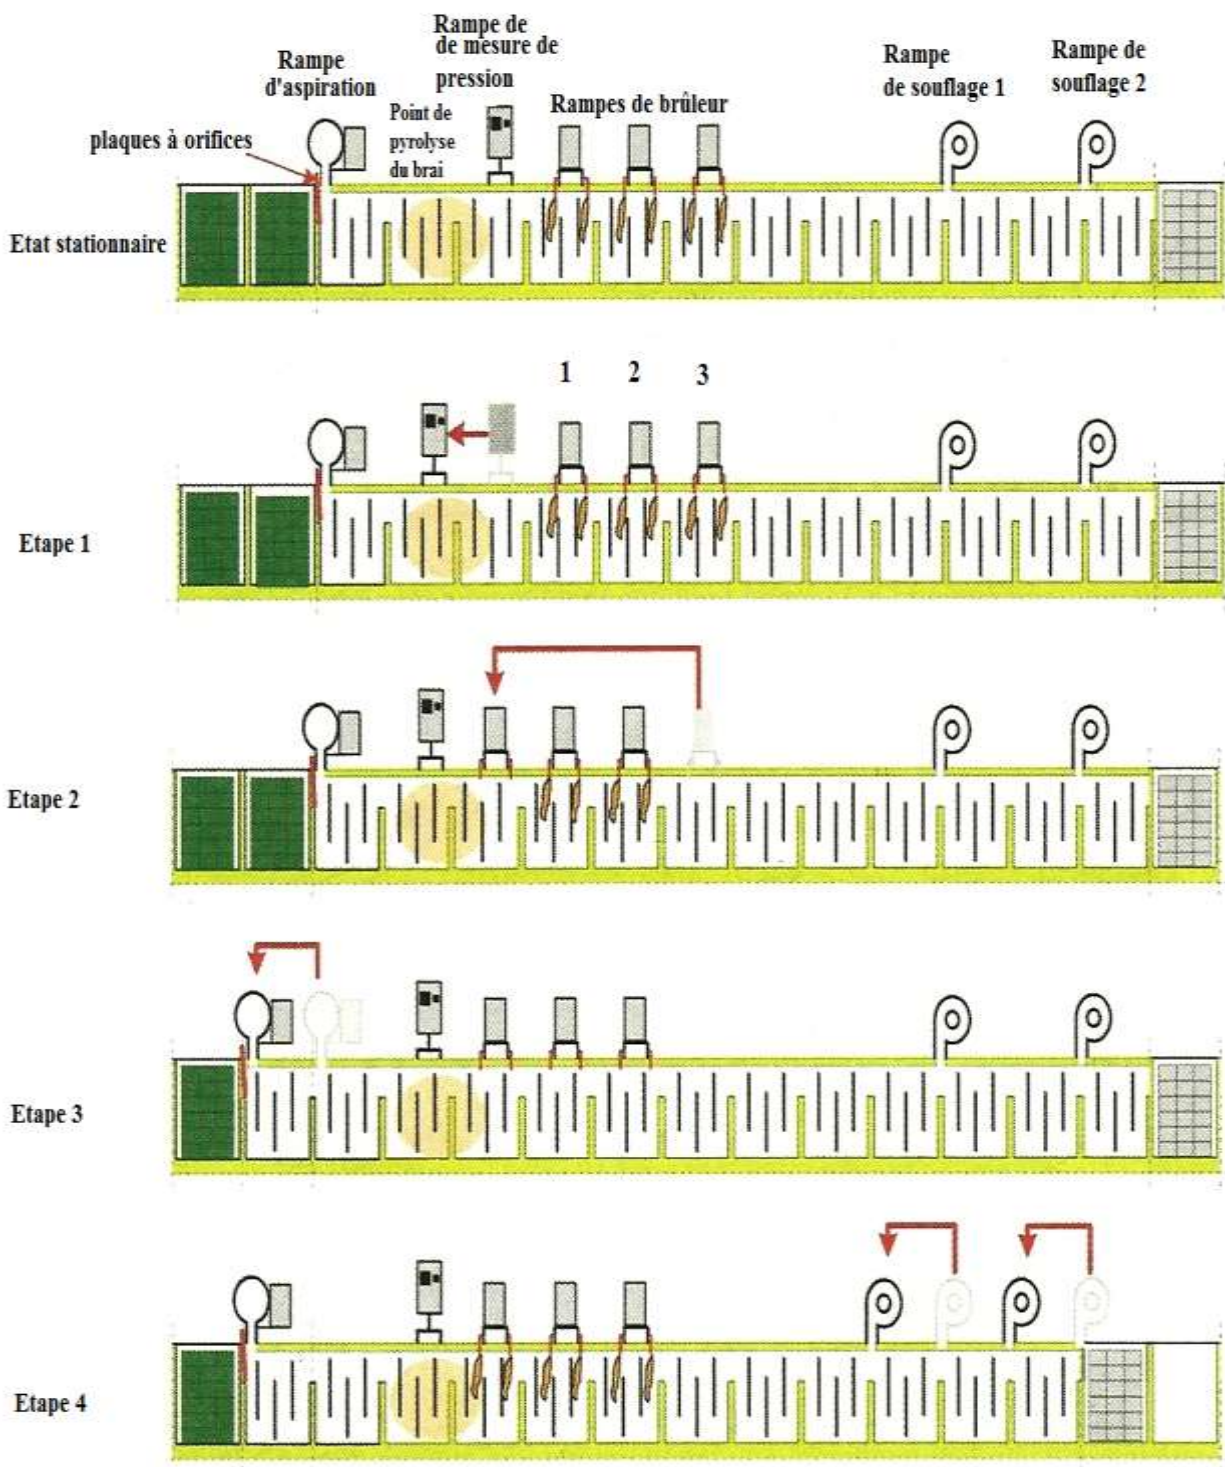 Rampe de
de mesure de
pression
Rampe
d'aspiration
Rampe
de souflage 1
Rampe de
souflage 2
Point de
pyrolyse
du brai
Rampes de brûleur
plaques à orifices
Etat stationnaire
1 2 3
Etape 1
Etape 2
Etape 3
Etape 4